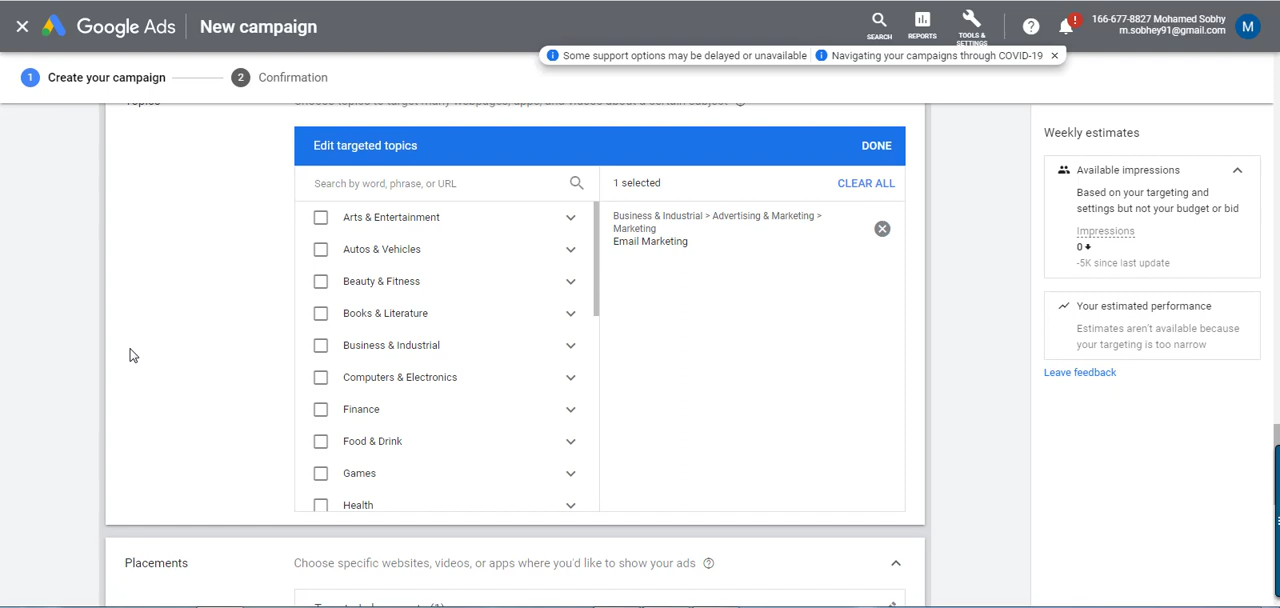 Google Ads
New campaign
SEARCH
REPORTS
TOOLS &
SETTINGS
166-677-8827 Mohamed Sobhy
m.sobhey91@gmail.com
M
Some support options may be delayed or unavailable
Navigating your campaigns through COVID-19
1 Create your campaign
2 Confirmation
Topics
Choose topics to target many webpages, apps, and videos about a certain subject
Edit targeted topics
DONE
Search by word, phrase, or URL
1 selected
CLEAR ALL
Arts & Entertainment
Autos & Vehicles
Beauty & Fitness
Books & Literature
Business & Industrial
Computers & Electronics
Finance
Food & Drink
Games
Health
Business & Industrial > Advertising & Marketing >
Marketing
Email Marketing
Placements
Choose specific websites, videos, or apps where you'd like to show your ads
Weekly estimates
Available impressions
Based on your targeting and
settings but not your budget or bid
Impressions
0
-5K since last update
Your estimated performance
Estimates aren't available because
your targeting is too narrow
Leave feedback